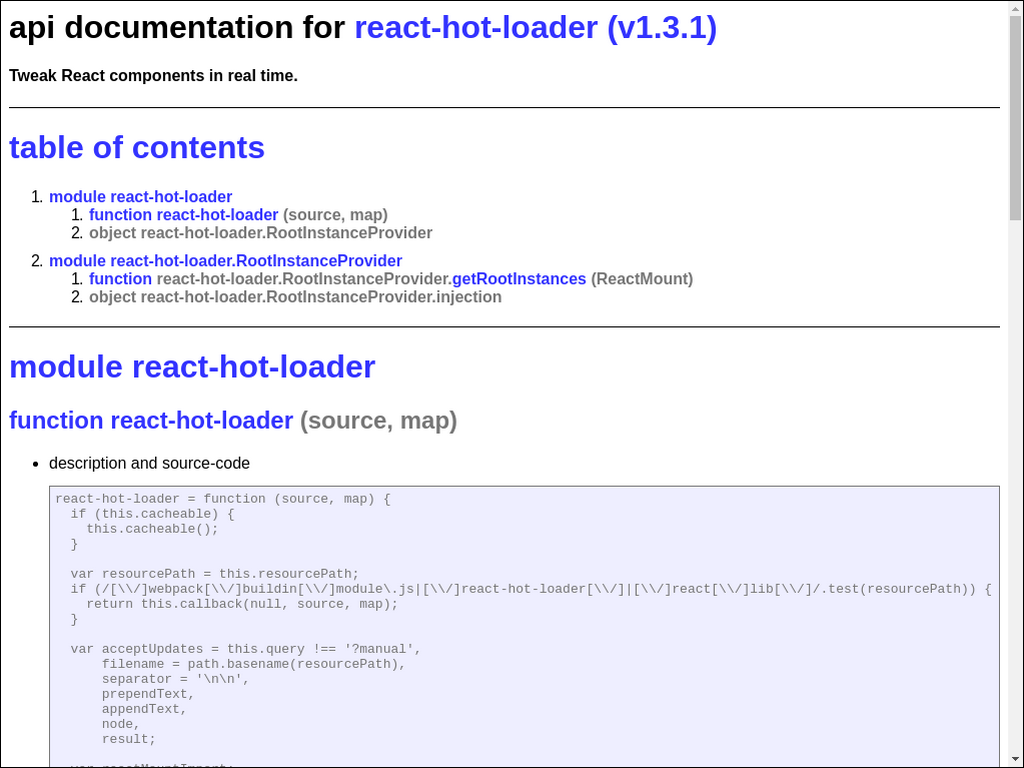 api documentation for react-hot-loader (v1.3.1)
Tweak React components in real time.
table of contents
1. module react-hot-loader
1. function react-hot-loader (source, map)
2. object react-hot-loader.RootInstanceProvider
2. module react-hot-loader.RootInstanceProvider
1. function react-hot-loader.RootInstanceProvider.getRootInstances (ReactMount)
2. object react-hot-loader.RootInstanceProvider.injection
module react-hot-loader
function react-hot-loader (source, map)
• description and source-code
react-hot-loader = function (source, map) {
  if (this.cacheable) {
    this.cacheable();
  }
  var resourcePath = this.resourcePath;
  if (/[\\/]webpack[\\/]buildin[\\/]module\.js|[\\/]react-hot-loader[\\/]|[\\/]react[\\/]lib[\\/]/.test(resourcePath)) {
    return this.callback(null, source, map);
  }
  var acceptUpdates = this.query !== '?manual',
      filename = path.basename(resourcePath),
      separator = '\n\n',
      prependText,
      appendText,
      node,
      result;
  var reactMountImport;